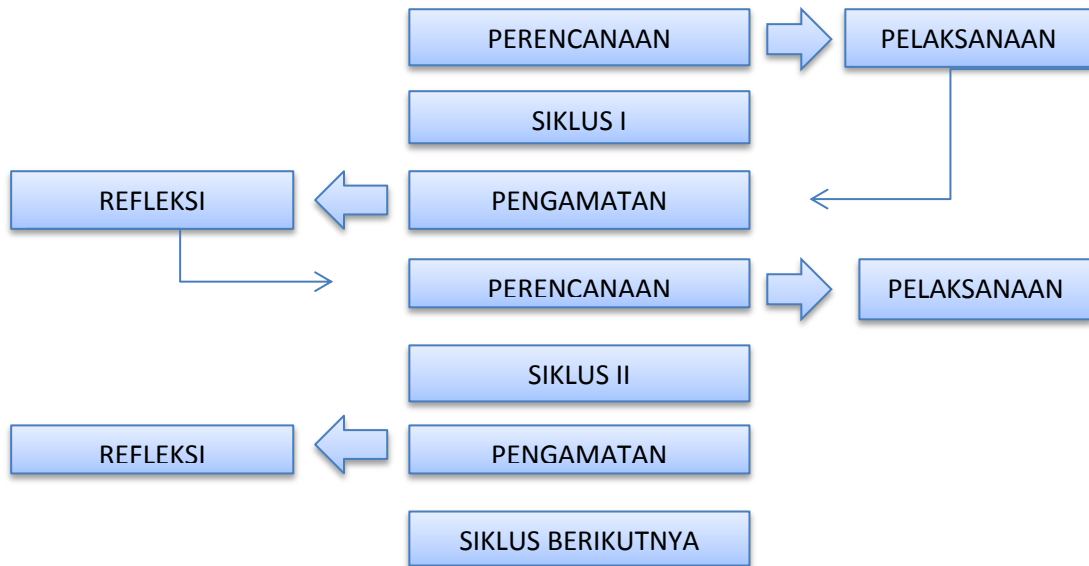 PERENCANAAN
PELAKSANAAN
SIKLUS I
REFLEKSI
PENGAMATAN
PERENCANAAN
PELAKSANAAN
SIKLUS II
REFLEKSI
PENGAMATAN
SIKLUS BERIKUTNYA